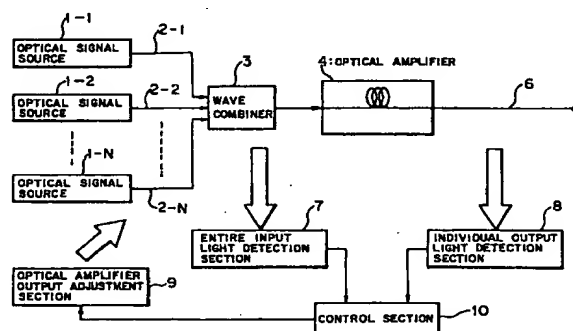 1-1
OPTICAL SIGNAL
SOURCE
2-1
1-2
OPTICAL SIGNAL
SOURCE
2-2
1-N
OPTICAL SIGNAL
SOURCE
2-N
3
WAVE
COMBINER
4:OPTICAL AMPLIFIER
6
7
ENTIRE INPUT
LIGHT DETECTION
SECTION
8
INDIVIDUAL OUTPUT
LIGHT DETECTION
SECTION
OPTICAL AMPLIFIER
OUTPUT ADJUSTMENT
SECTION
9
CONTROL SECTION
10